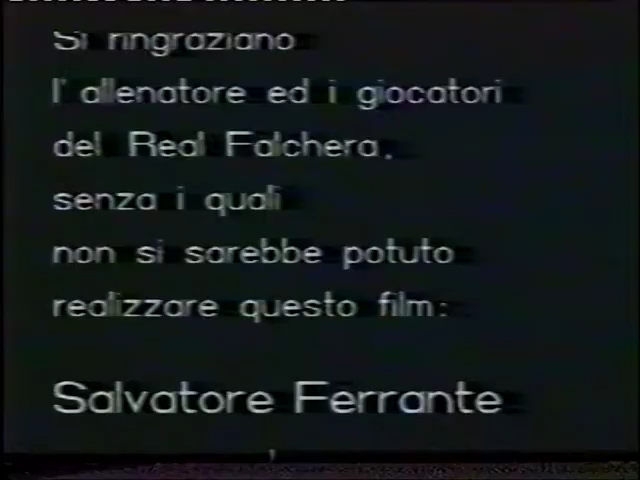 Si ringraziano
l'allenatore ed i giocatori
del Real Falchera,
senza i quali
non si sarebbe potuto
realizzare questo film:
Salvatore Ferrante